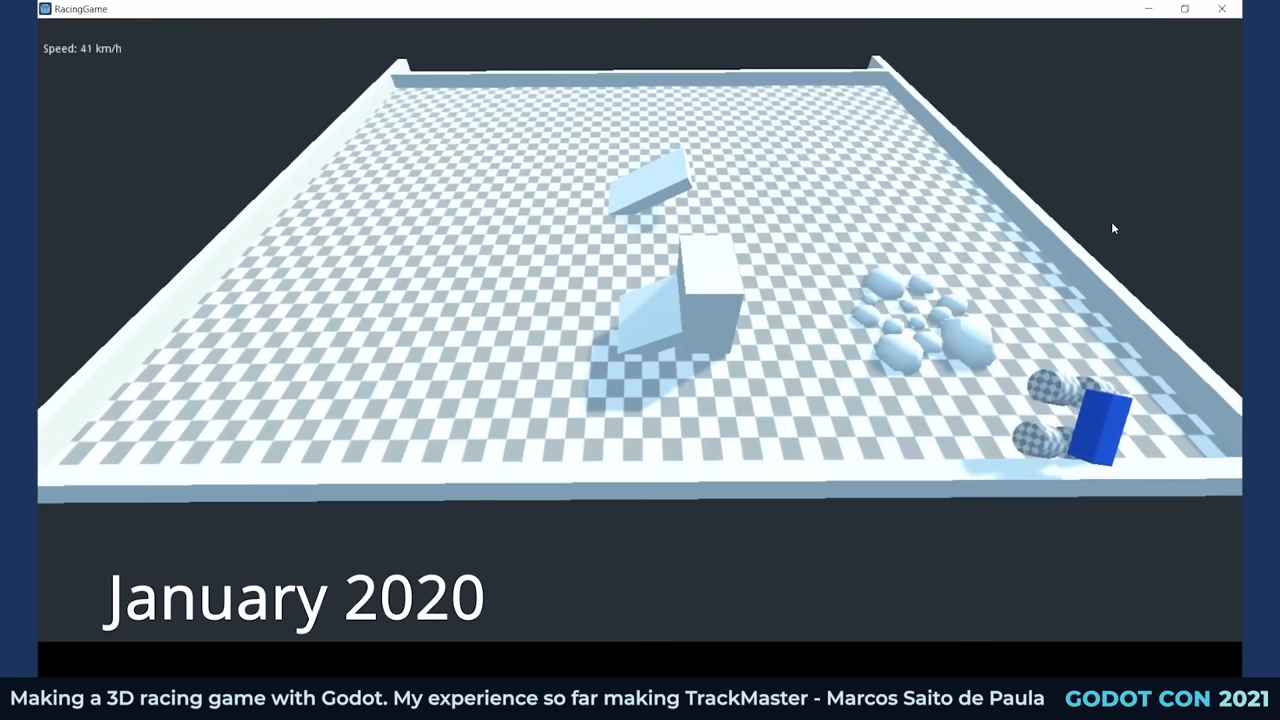 RacingGame
Speed: 41 km/h
January 2020
Making a 3D racing game with Godot. My experience so far making TrackMaster - Marcos Saito de Paula GODOT CON 2021